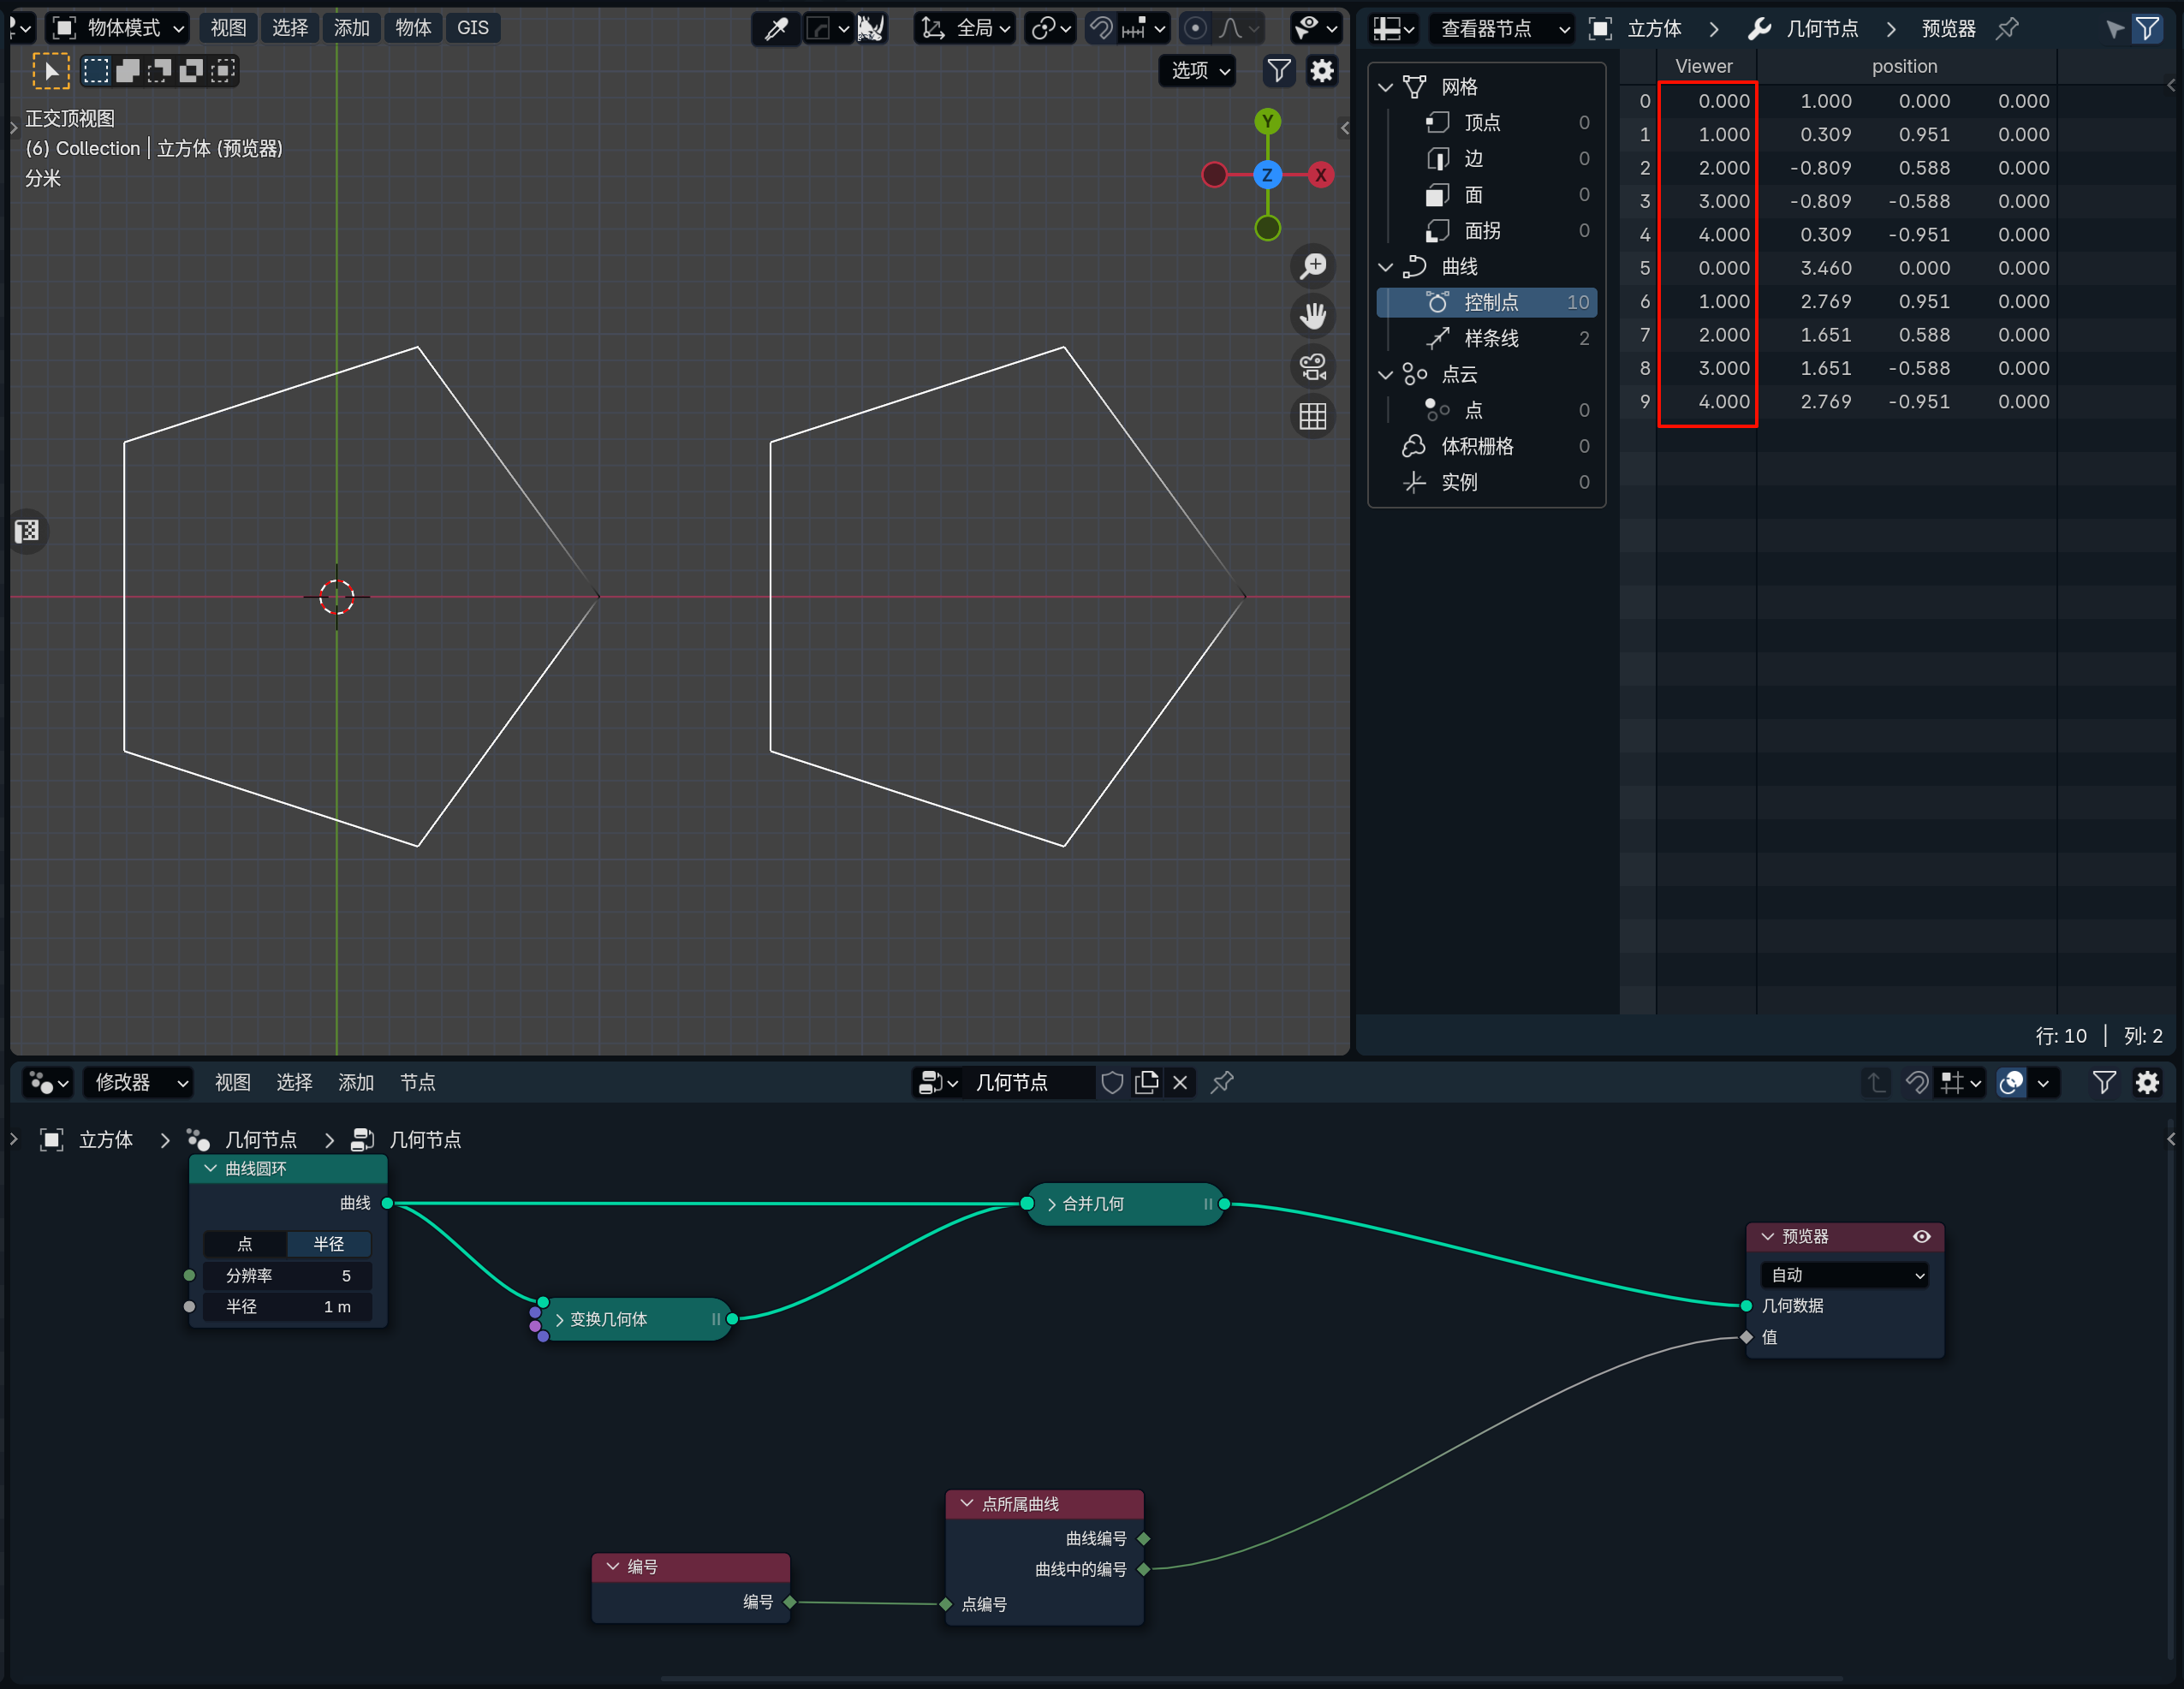 物体模式 视图 选择 添加 物体 GIS 全局
选项
正交顶视图
(6) Collection | 立方体 (预览器)
分米
Y
Z X
查看器节点 立方体 几何节点 预览器
网格
顶点 0
边 0
面 0
面拐 0
曲线
控制点 10
样条线 2
点云
点 0
体积栅格 0
实例 0
Viewer position
0 0.000 1.000 0.000 0.000
1 1.000 0.309 0.951 0.000
2 2.000 -0.809 0.588 0.000
3 3.000 -0.809 -0.588 0.000
4 4.000 0.309 -0.951 0.000
5 0.000 3.460 0.000 0.000
6 1.000 2.769 0.951 0.000
7 2.000 1.651 0.588 0.000
8 3.000 1.651 -0.588 0.000
9 4.000 2.769 -0.951 0.000
行: 10 | 列: 2
修改器 视图 选择 添加 节点 几何节点
立方体 几何节点 几何节点
曲线圆环
曲线
点 半径
分辨率 5
半径 1 m
变换几何体
合并几何
预览器
自动
几何数据
值
点所属曲线
曲线编号
曲线中的编号
点编号
编号
编号